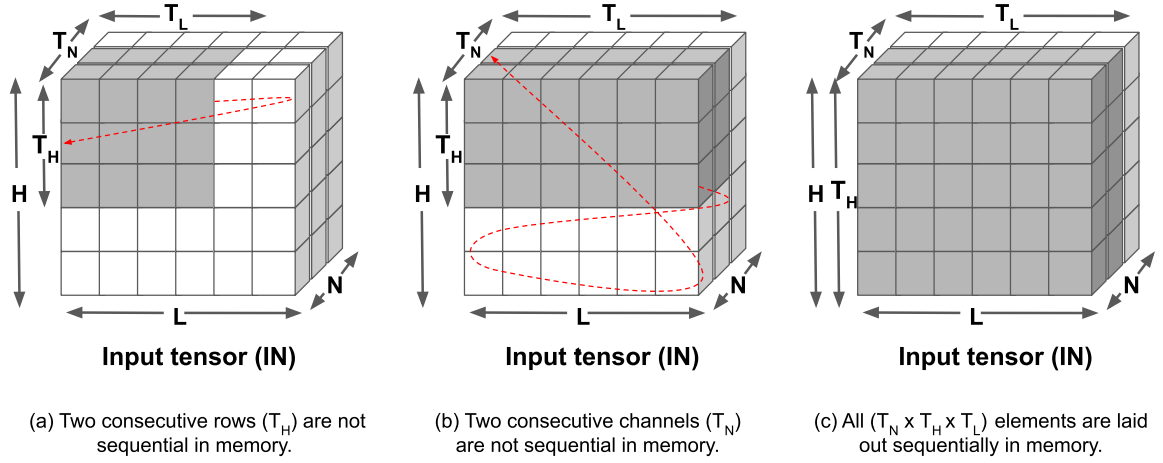 T_L
T_N
H
T_H
N
L
Input tensor (IN)
(a) Two consecutive rows (T_H) are not
sequential in memory.
T_L
T_N
H
T_H
N
L
Input tensor (IN)
(b) Two consecutive channels (T_N)
are not sequential in memory.
T_L
T_N
H
T_H
N
L
Input tensor (IN)
(c) All (T_N x T_H x T_L) elements are laid
out sequentially in memory.